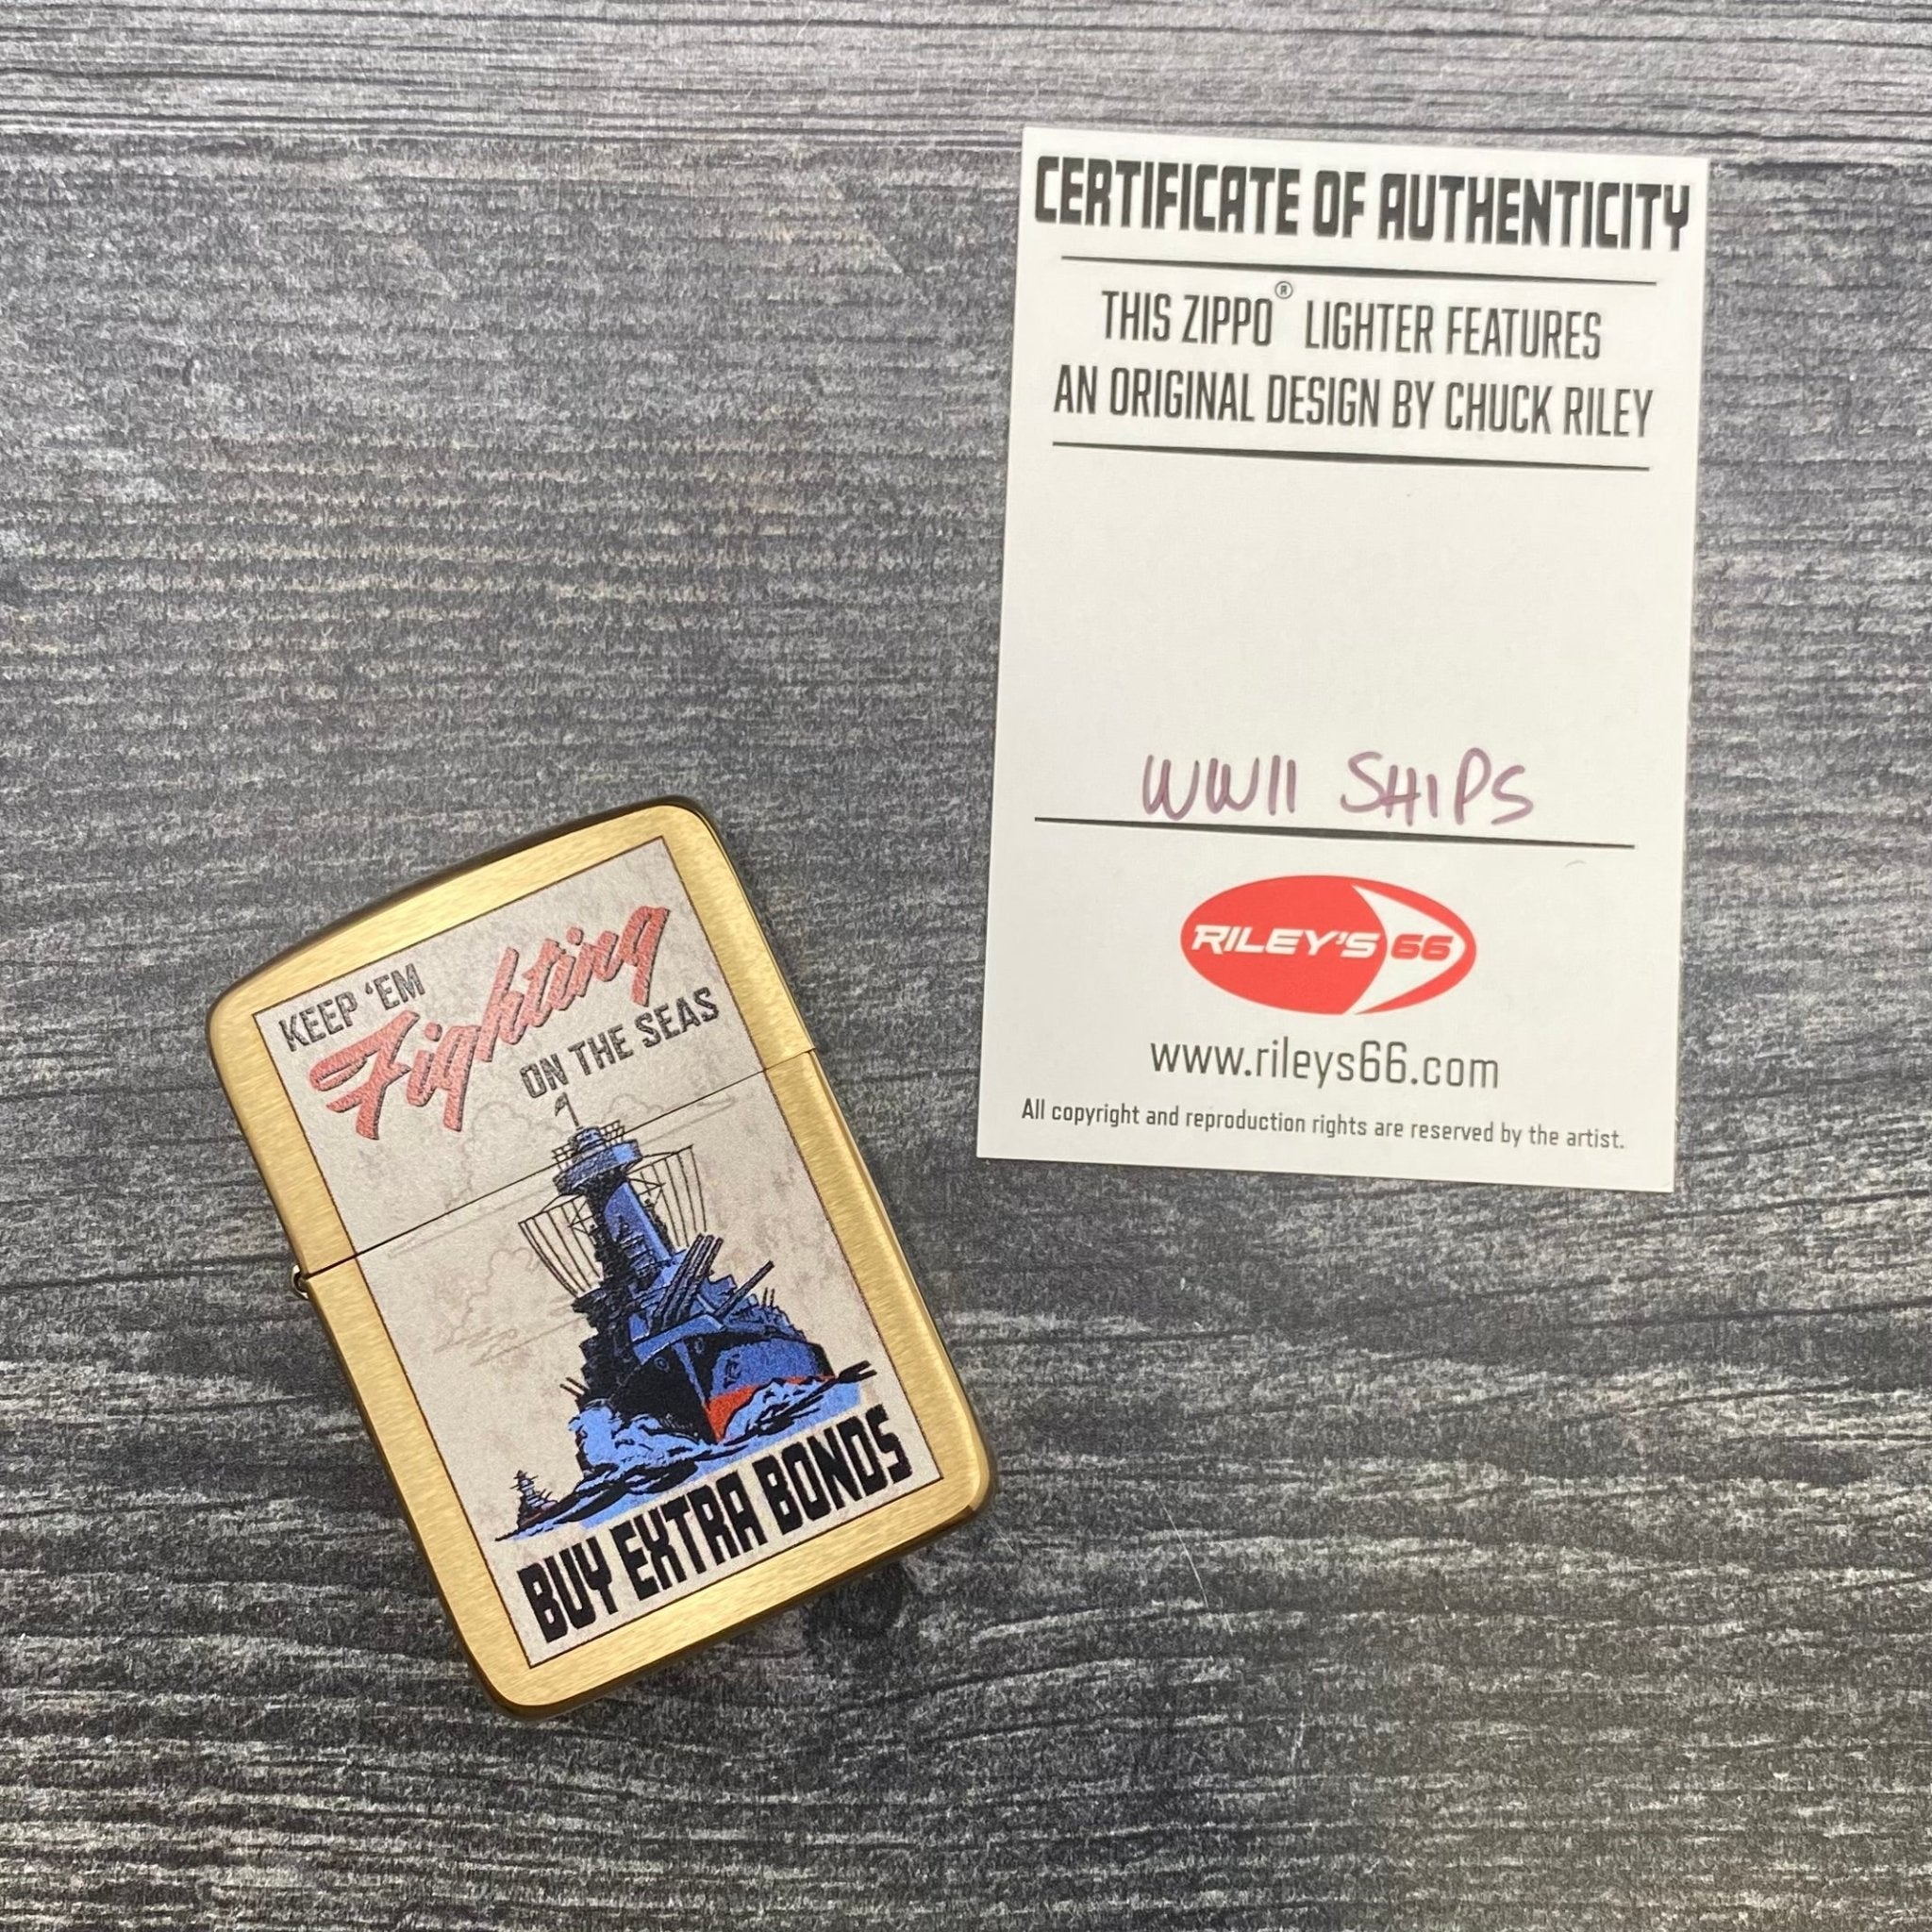 KEEP ‘EM
Fighting
ON THE SEAS
BUY EXTRA BONDS
CERTIFICATE OF AUTHENTICITY
THIS ZIPPO® LIGHTER FEATURES
AN ORIGINAL DESIGN BY CHUCK RILEY
WWII SHIPS
RILEY'S 66
www.rileys66.com
All copyright and reproduction rights are reserved by the artist.